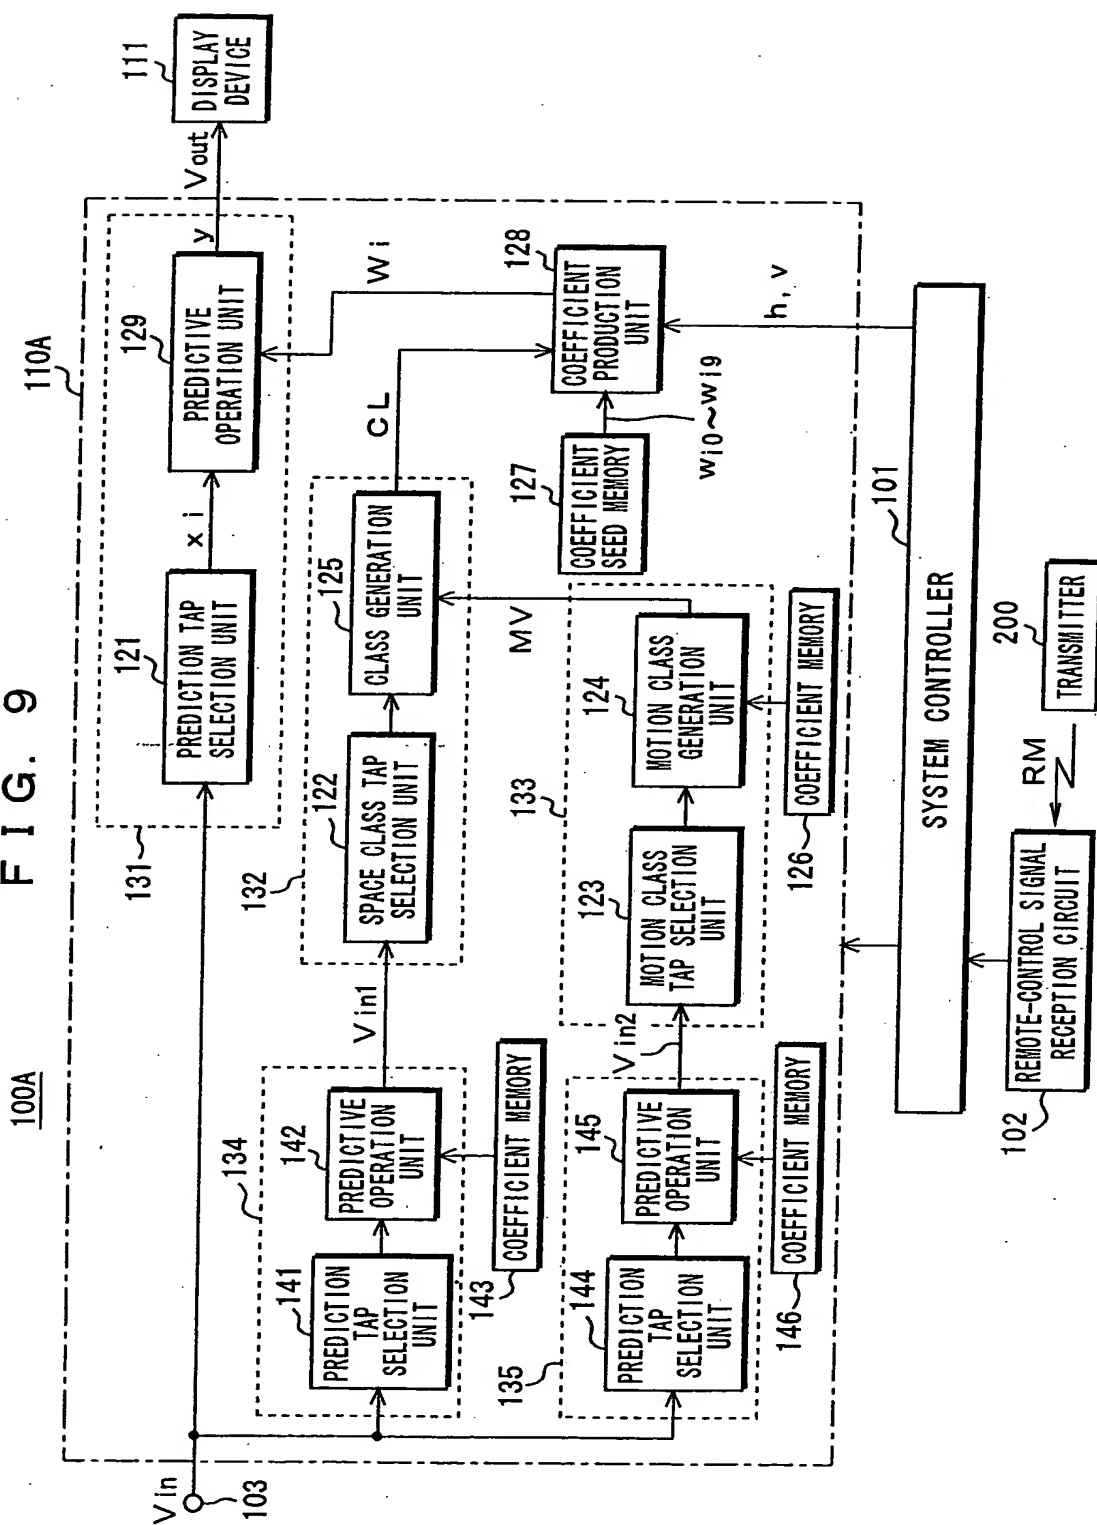 FIG. 9
100A
110A
Vin
103
131
121
PREDICTION TAP
SELECTION UNIT
xi
129
PREDICTIVE
OPERATION UNIT
y
Vout
111
DISPLAY
DEVICE
134
141
PREDICTION
TAP
SELECTION
UNIT
142
PREDICTIVE
OPERATION
UNIT
143
COEFFICIENT MEMORY
Vin1
132
122
SPACE CLASS TAP
SELECTION UNIT
125
CLASS GENERATION
UNIT
CL
Wi
128
COEFFICIENT
PRODUCTION
UNIT
127
COEFFICIENT
SEED MEMORY
wi0~wi9
h, v
135
144
PREDICTION
TAP
SELECTION
UNIT
145
PREDICTIVE
OPERATION
UNIT
146
COEFFICIENT MEMORY
Vin2
133
123
MOTION CLASS
TAP SELECTION
UNIT
124
MOTION CLASS
GENERATION
UNIT
MV
126
COEFFICIENT MEMORY
101
SYSTEM CONTROLLER
102
REMOTE-CONTROL SIGNAL
RECEPTION CIRCUIT
RM
200
TRANSMITTER